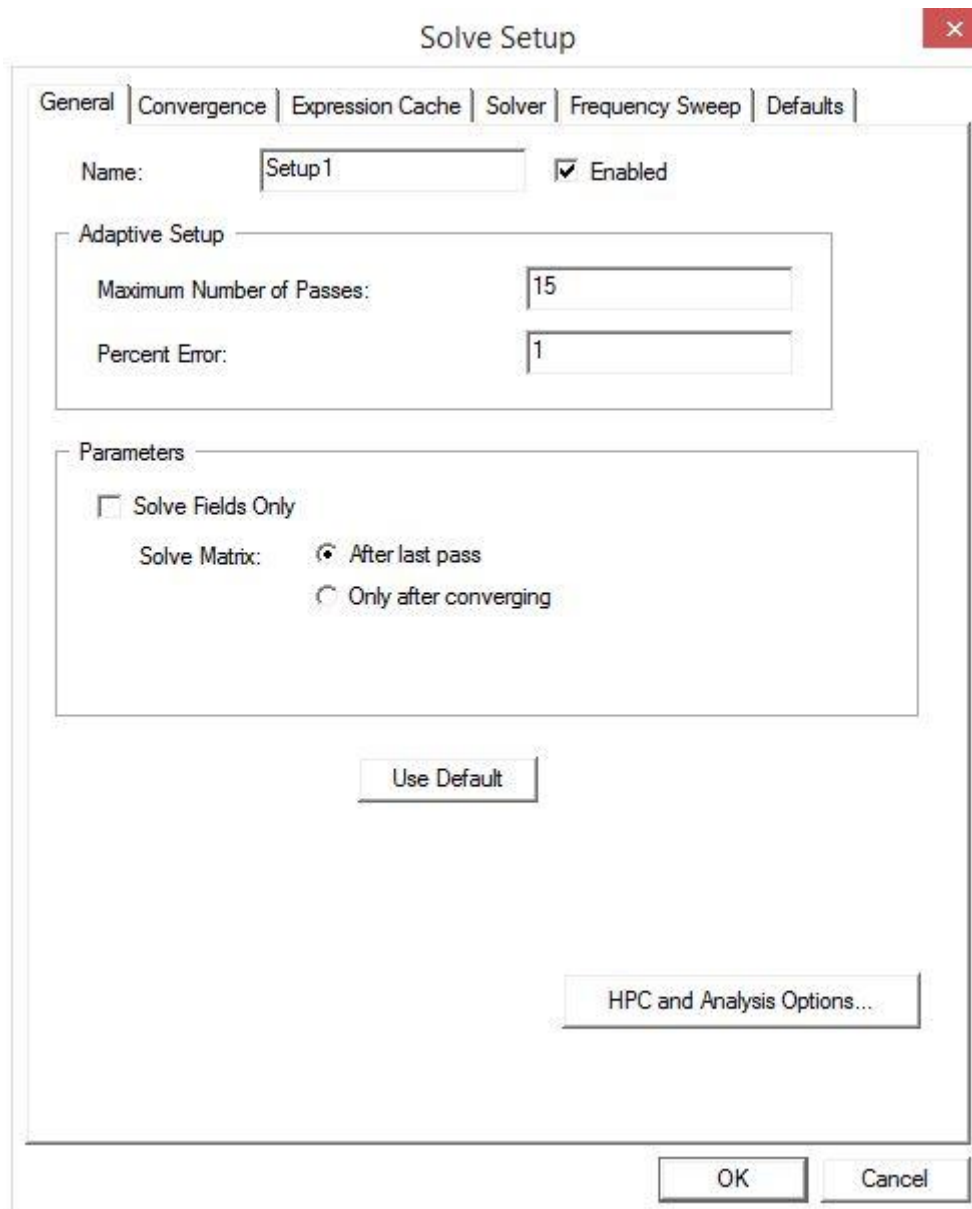 Solve Setup
General Convergence Expression Cache Solver Frequency Sweep Defaults
Name: Setup1 Enabled
Adaptive Setup
Maximum Number of Passes: 15
Percent Error: 1
Parameters
Solve Fields Only
Solve Matrix: After last pass
Only after converging
Use Default
HPC and Analysis Options...
OK Cancel